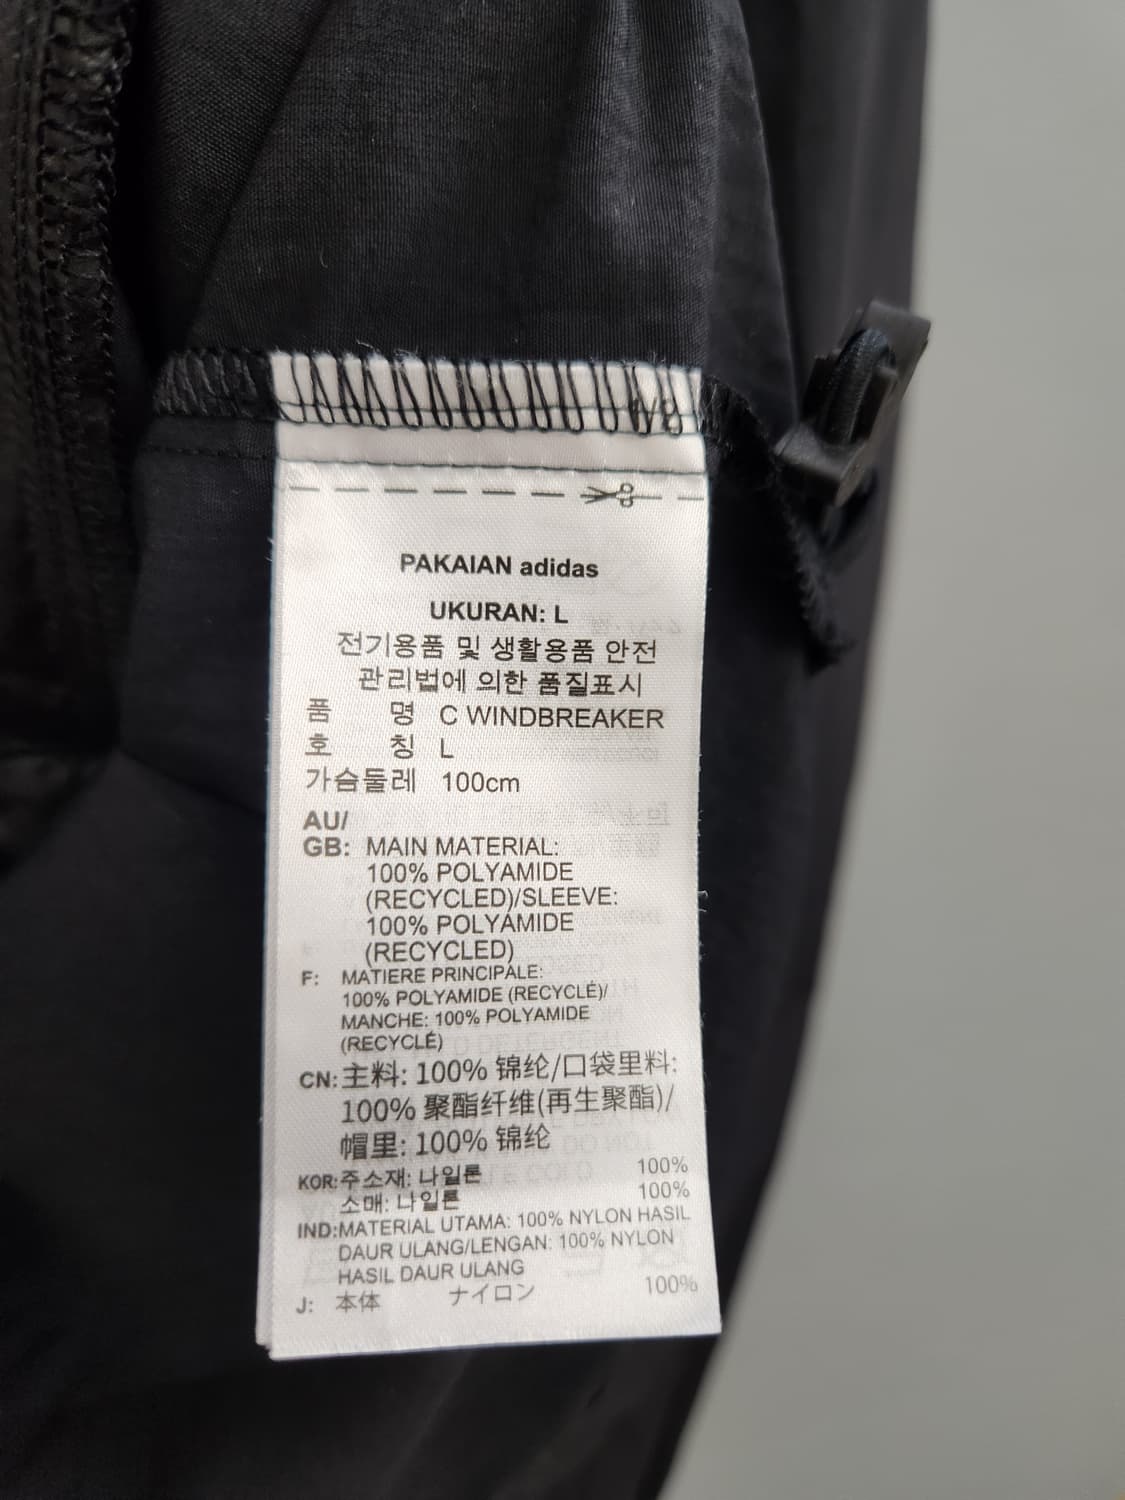 PAKAIAN adidas
UKURAN: L
전기용품 및 생활용품 안전
관리법에 의한 품질표시
품 명 C WINDBREAKER
호 칭 L
가슴둘레 100cm
AU/
GB: MAIN MATERIAL:
100% POLYAMIDE
(RECYCLED)/SLEEVE:
100% POLYAMIDE
(RECYCLED)
F: MATIERE PRINCIPALE:
100% POLYAMIDE (RECYCLÉ)/
MANCHE: 100% POLYAMIDE
(RECYCLÉ)
CN: 主料: 100% 锦纶/口袋里料:
100% 聚酯纤维(再生聚酯)/
帽里: 100% 锦纶
KOR: 주소재: 나일론 100%
소매: 나일론 100%
IND: MATERIAL UTAMA: 100% NYLON HASIL
DAUR ULANG/LENGAN: 100% NYLON
HASIL DAUR ULANG
J: 本体 ナイロン 100%